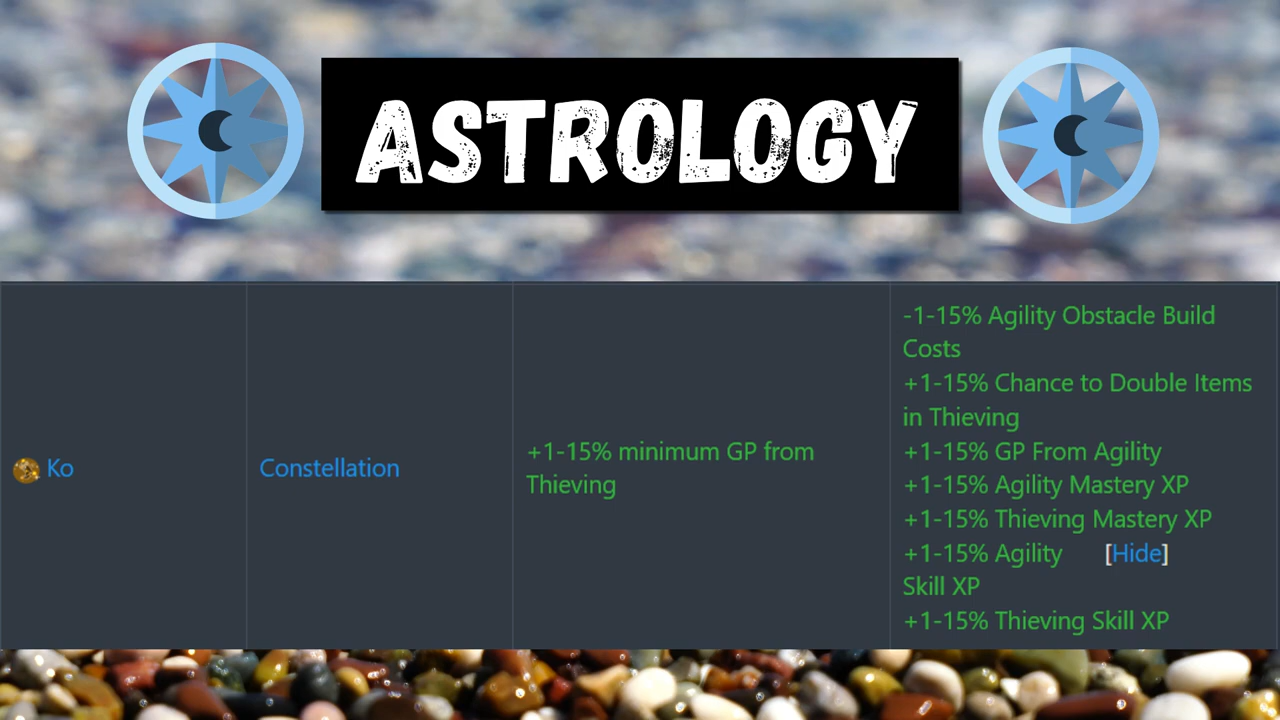 ASTROLOGY
Ko
Constellation
+1-15% minimum GP from
Thieving
-1-15% Agility Obstacle Build
Costs
+1-15% Chance to Double Items
in Thieving
+1-15% GP From Agility
+1-15% Agility Mastery XP
+1-15% Thieving Mastery XP
+1-15% Agility [Hide]
Skill XP
+1-15% Thieving Skill XP